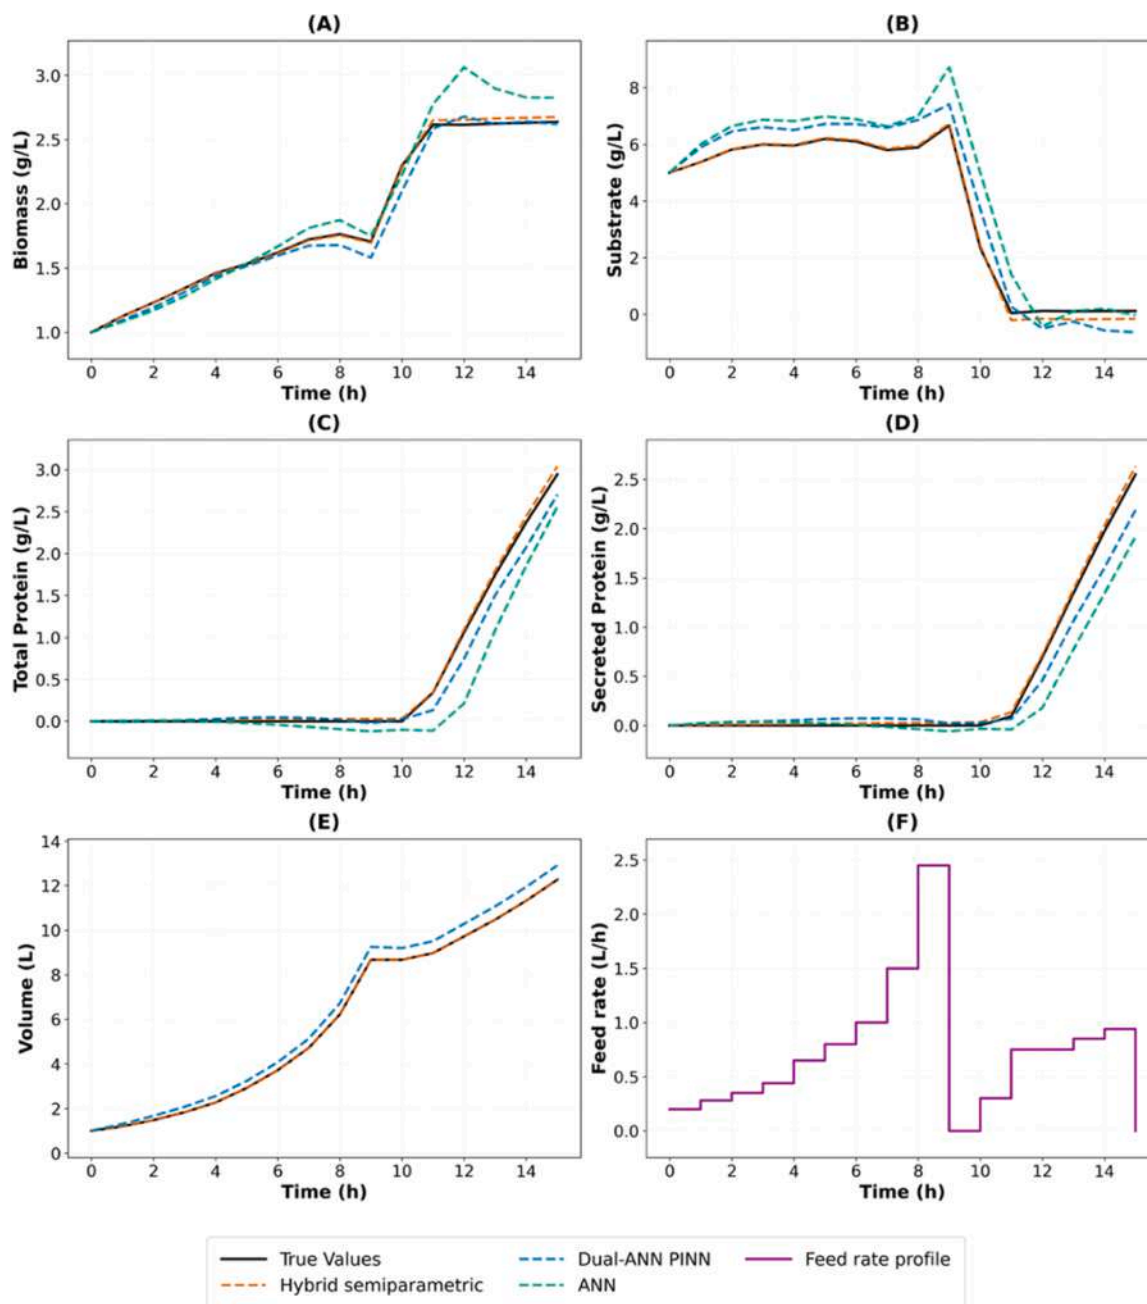 (A)
(B)
3.0
2.5
2.0
1.5
1.0
Biomass (g/L)
0 2 4 6 8 10 12 14
Time (h)
8
6
4
2
0
Substrate (g/L)
0 2 4 6 8 10 12 14
Time (h)
(C)
(D)
3.0
2.5
2.0
1.5
1.0
0.5
0.0
Total Protein (g/L)
0 2 4 6 8 10 12 14
Time (h)
2.5
2.0
1.5
1.0
0.5
0.0
Secreted Protein (g/L)
0 2 4 6 8 10 12 14
Time (h)
(E)
(F)
14
12
10
8
6
4
2
0
Volume (L)
0 2 4 6 8 10 12 14
Time (h)
2.5
2.0
1.5
1.0
0.5
0.0
Feed rate (L/h)
0 2 4 6 8 10 12 14
Time (h)
True Values
Hybrid semiparametric
Dual-ANN PINN
ANN
Feed rate profile